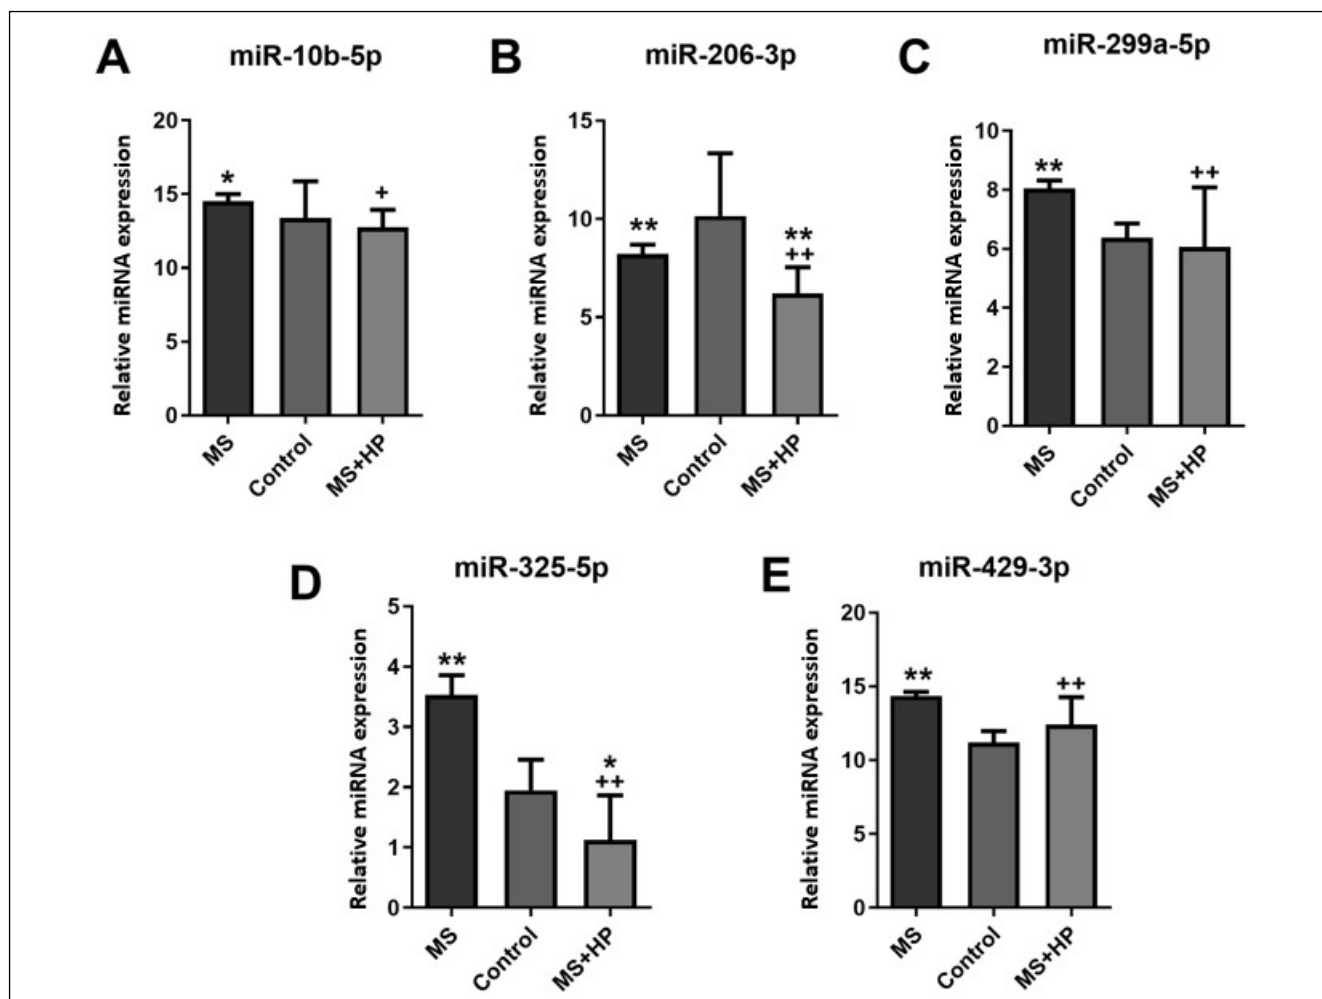 A
miR-10b-5p
Relative miRNA expression
20
15
10
5
0
*
+
MS
Control
MS+HP
B
miR-206-3p
Relative miRNA expression
15
10
5
0
**
**
++
MS
Control
MS+HP
C
miR-299a-5p
Relative miRNA expression
10
8
6
4
2
0
**
++
MS
Control
MS+HP
D
miR-325-5p
Relative miRNA expression
5
4
3
2
1
0
**
*
++
MS
Control
MS+HP
E
miR-429-3p
Relative miRNA expression
20
15
10
5
0
**
++
MS
Control
MS+HP